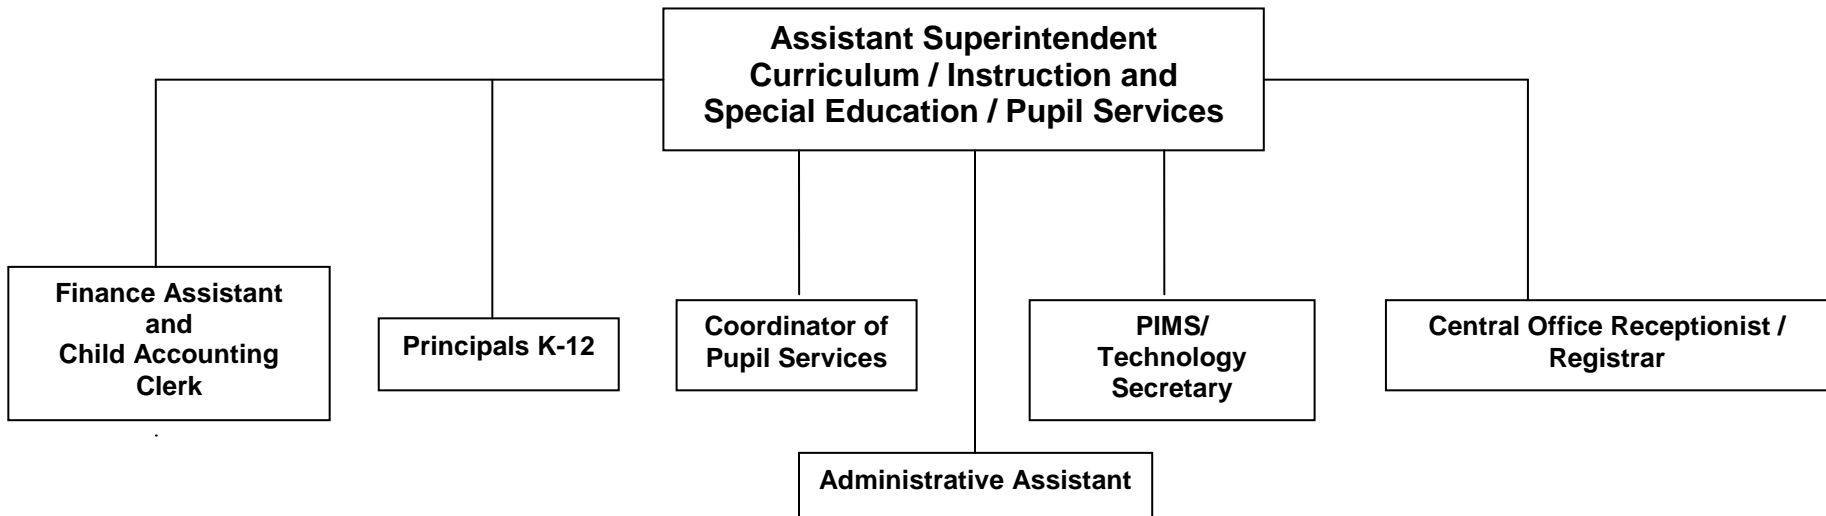 Assistant Superintendent
Curriculum / Instruction and
Special Education / Pupil Services
Finance Assistant
and
Child Accounting
Clerk
Principals K-12
Coordinator of
Pupil Services
PIMS/
Technology
Secretary
Central Office Receptionist /
Registrar
Administrative Assistant